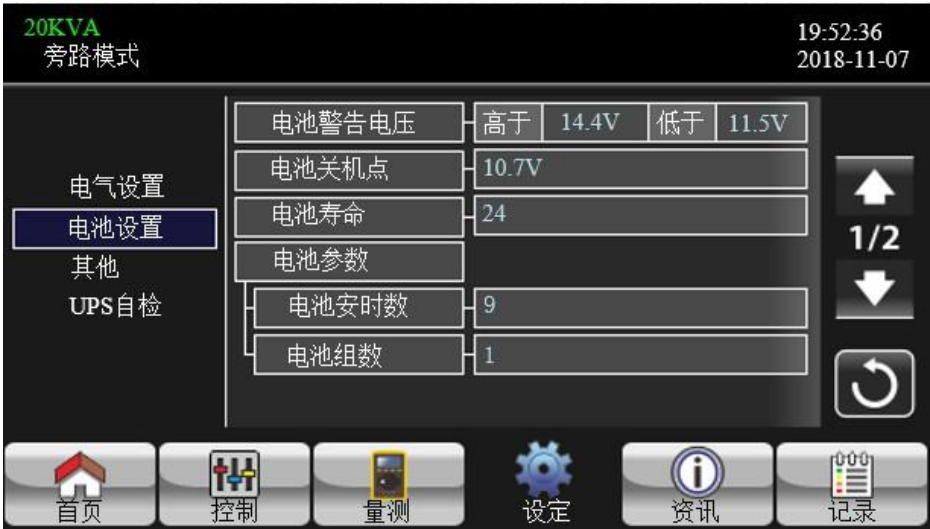 20KVA
旁路模式
19:52:36
2018-11-07
电气设置
电池设置
其他
UPS自检
电池警告电压 高于 14.4V 低于 11.5V
电池关机点 10.7V
电池寿命 24
电池参数
电池安时数 9
电池组数 1
1/2
首页 控制 量测 设定 资讯 记录